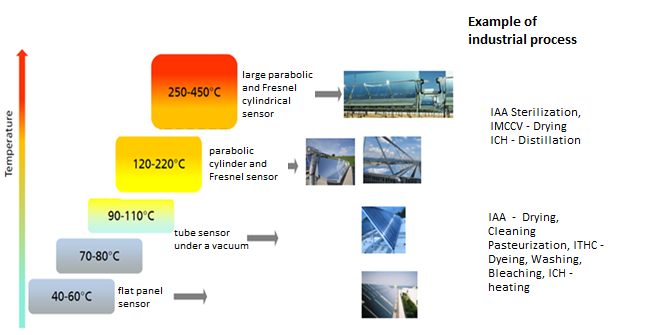 Example of
industrial process
Temperature
250-450°C
large parabolic
and Fresnel
cylindrical
sensor
IAA Sterilization,
IMCCV - Drying
ICH - Distillation
120-220°C
parabolic
cylinder and
Fresnel sensor
90-110°C
tube sensor
under a vacuum
IAA - Drying,
Cleaning
Pasteurization, ITHC -
Dyeing, Washing,
Bleaching, ICH -
heating
70-80°C
40-60°C
flat panel
sensor